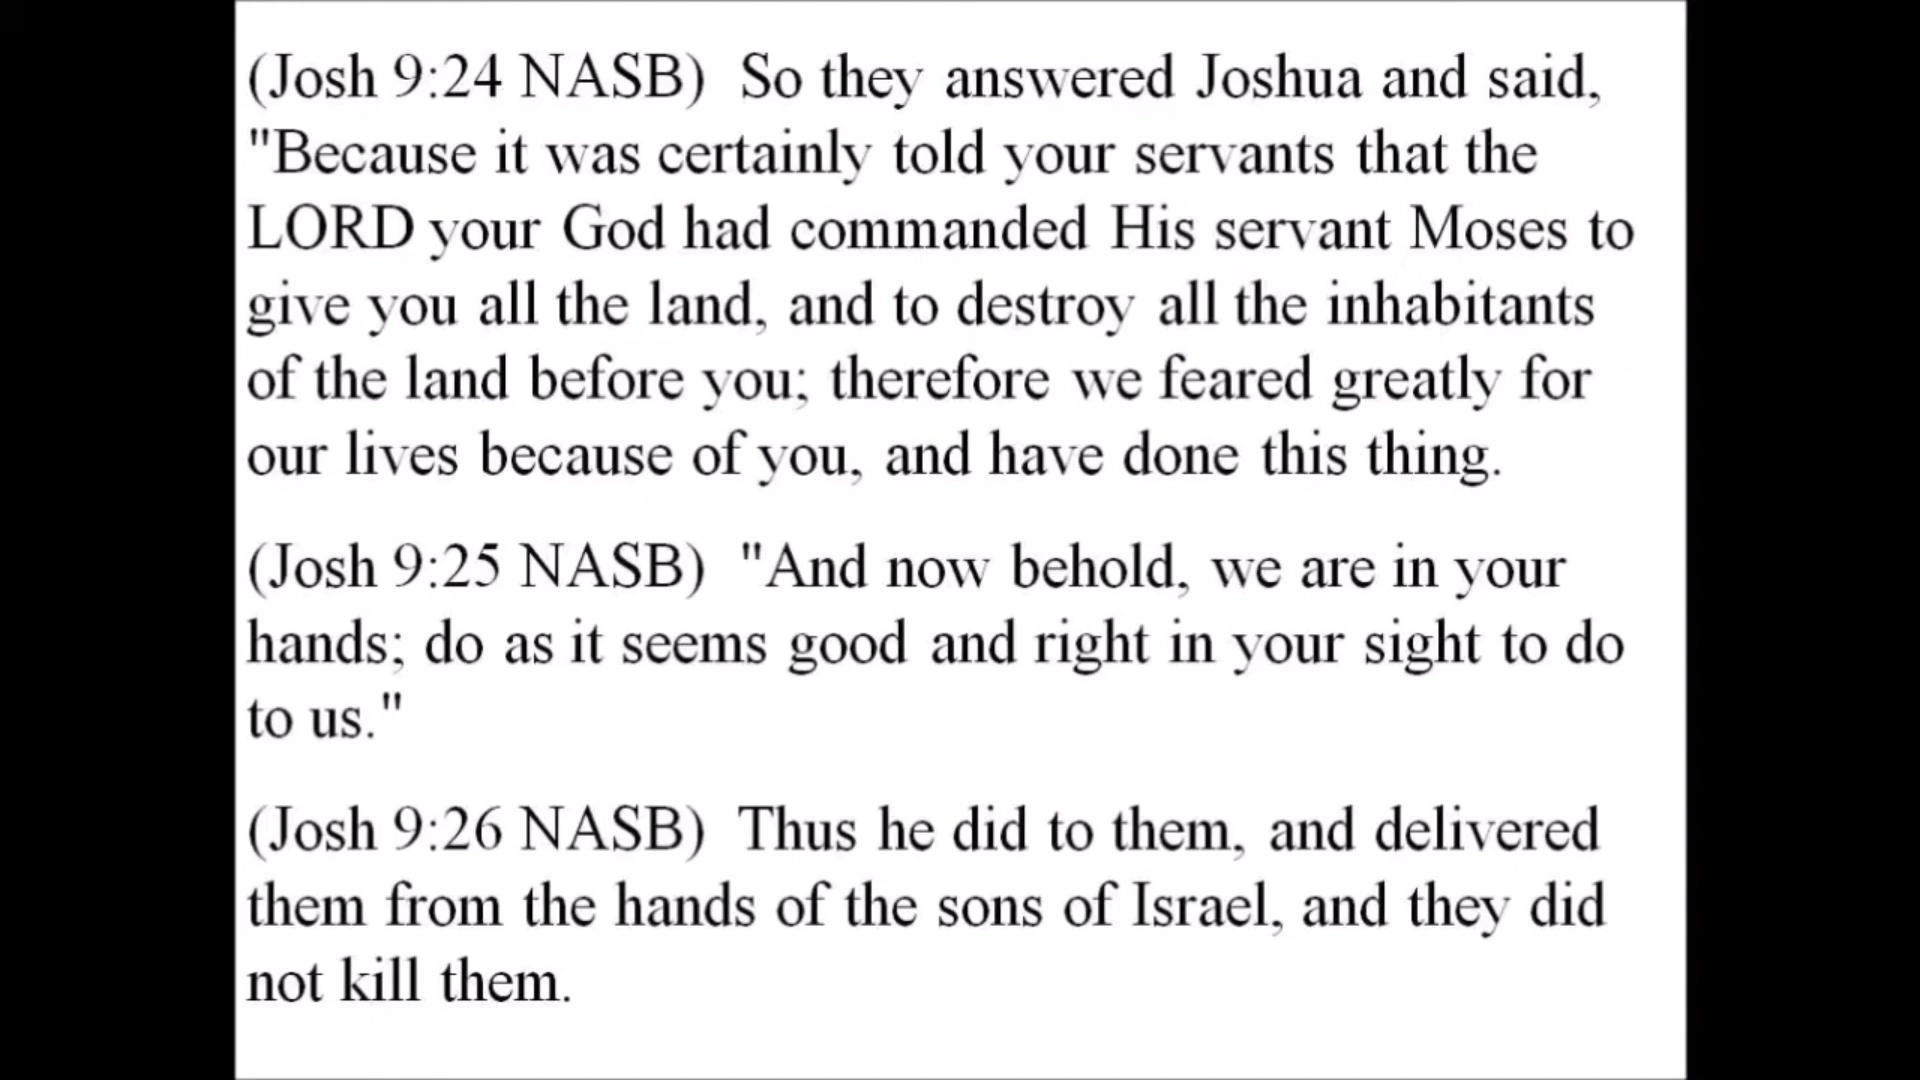 (Josh 9:24 NASB)  So they answered Joshua and said,
"Because it was certainly told your servants that the
LORD your God had commanded His servant Moses to
give you all the land, and to destroy all the inhabitants
of the land before you; therefore we feared greatly for
our lives because of you, and have done this thing.
(Josh 9:25 NASB)  "And now behold, we are in your
hands; do as it seems good and right in your sight to do
to us."
(Josh 9:26 NASB)  Thus he did to them, and delivered
them from the hands of the sons of Israel, and they did
not kill them.